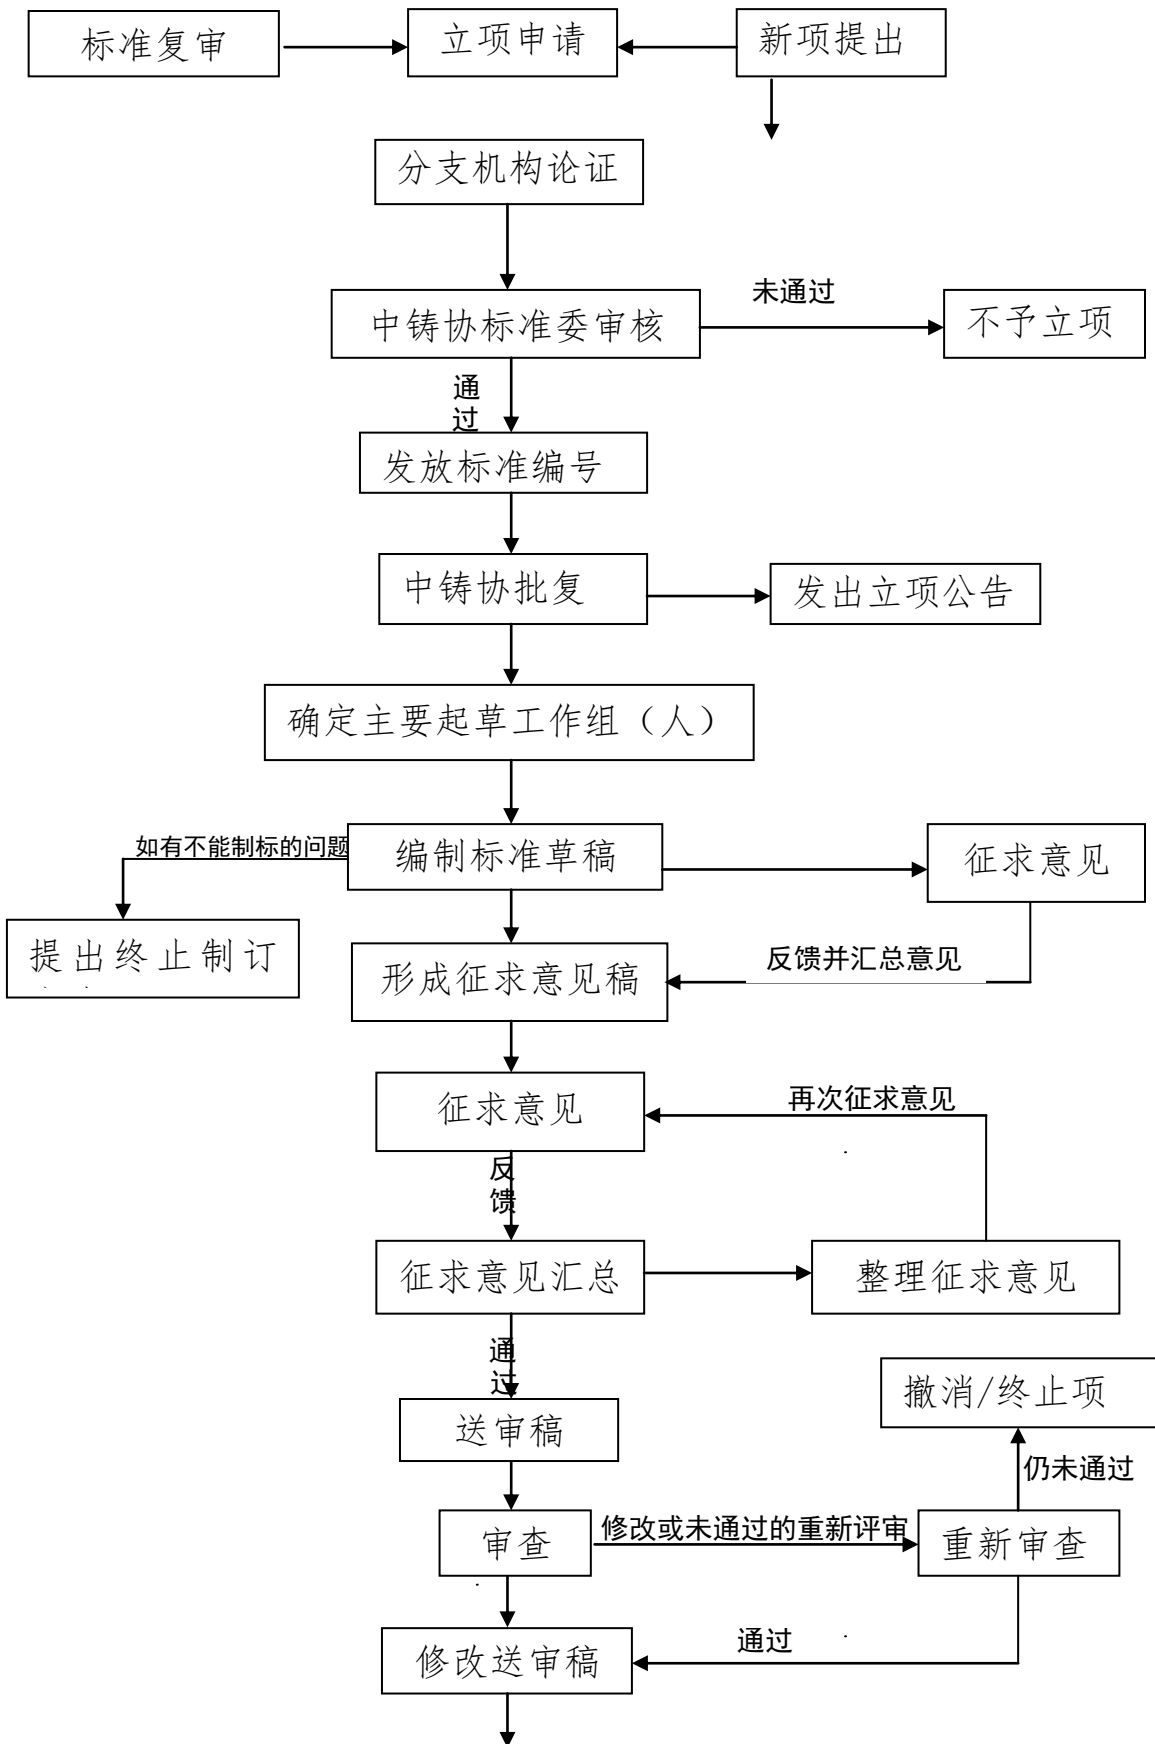 标准复审
立项申请
新项提出
分支机构论证
中铸协标准委审核
未通过
不予立项
通
过
发放标准编号
中铸协批复
发出立项公告
确定主要起草工作组（人）
如有不能制标的问题
编制标准草稿
征求意见
提出终止制订
形成征求意见稿
反馈并汇总意见
征求意见
再次征求意见
反
馈
征求意见汇总
整理征求意见
通
过
撤消/终止项
送审稿
仍未通过
审查
修改或未通过的重新评审
重新审查
修改送审稿
通过